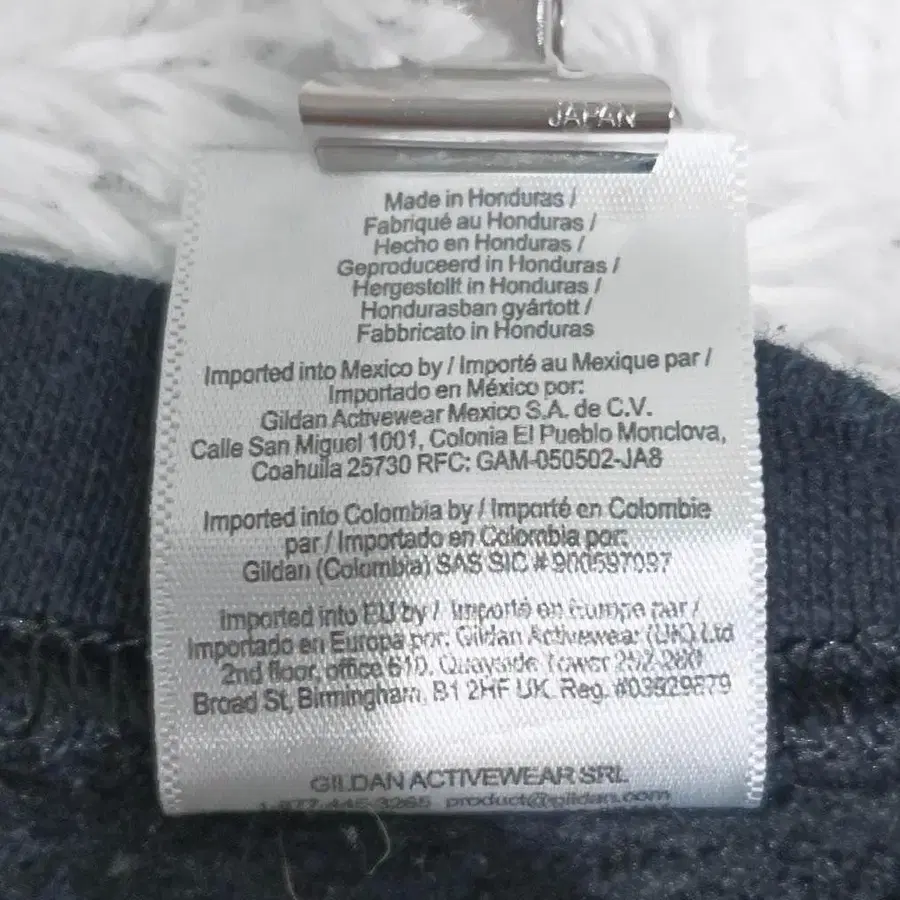 JAPAN
Made in Honduras /
Fabriqué au Honduras /
Hecho en Honduras /
Geproduceerd in Honduras /
Hergestellt in Honduras /
Hondurasban gyártott /
Fabbricato in Honduras
Imported into Mexico by / Importé au Mexique par /
Importado en México por:
Gildan Activewear Mexico S.A. de C.V.
Calle San Miguel 1001, Colonia El Pueblo Monclova,
Coahuila 25730 RFC: GAM-050502-JA8
Imported into Colombia by / Importé en Colombie
par / Importado en Colombia por:
Gildan (Colombia) SAS SIC # 900597097
Imported into EU by / Importé en Europe par /
Importado en Europa por: Gildan Activewear (UK) Ltd
2nd floor, office 610, Quayside Tower 252-260
Broad St, Birmingham, B1 2HF UK Reg. #03929879
GILDAN ACTIVEWEAR SRL
1-877-445-3265 product@gildan.com